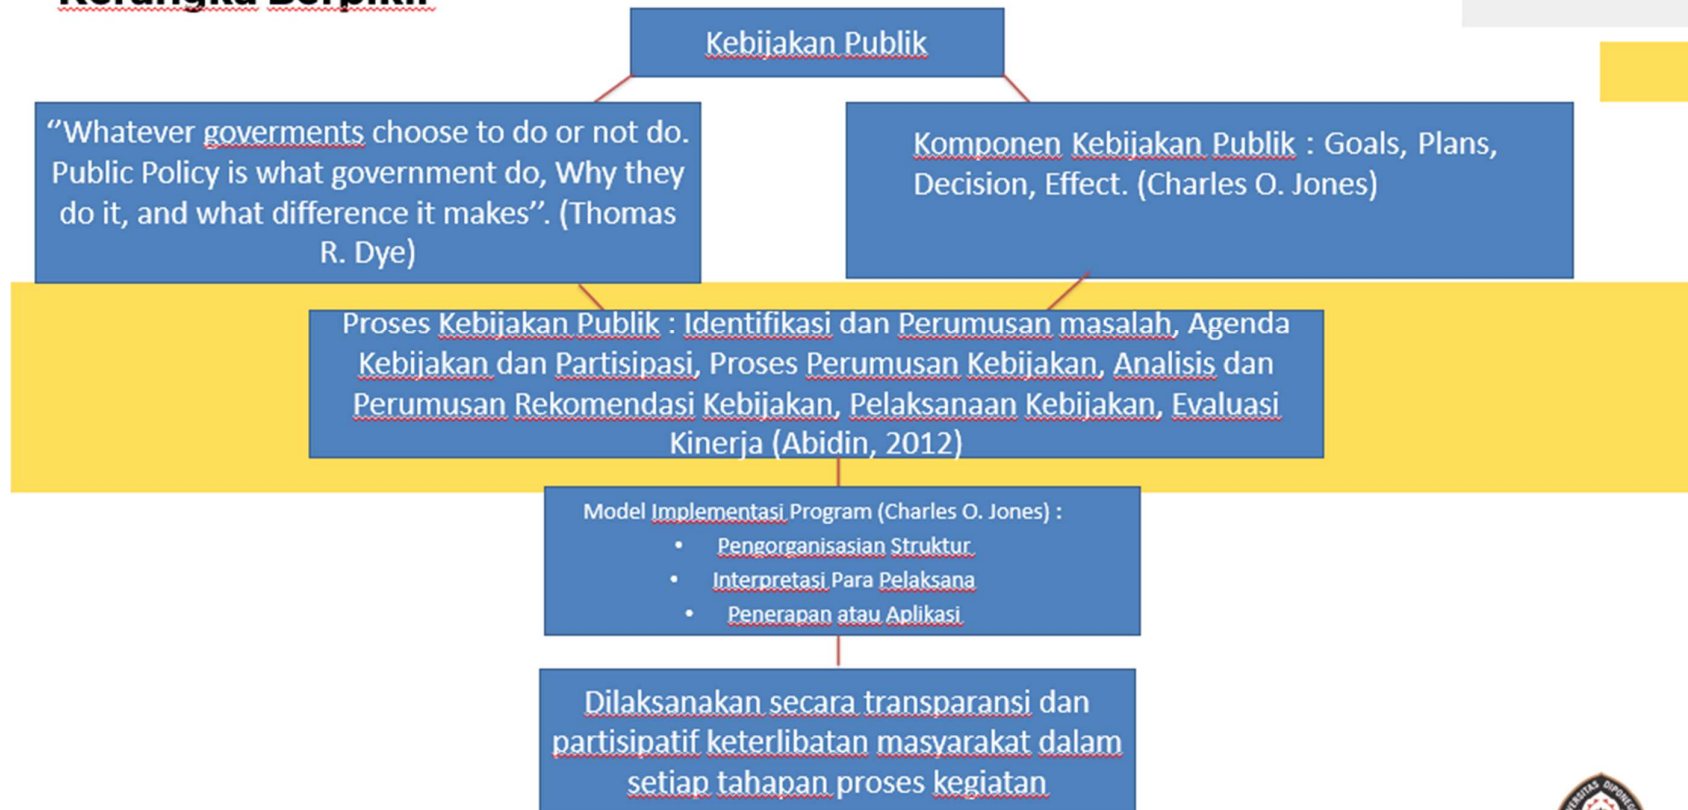 Kerangka Berpikir
Kebijakan Publik
‘’Whatever goverments choose to do or not do.
Public Policy is what government do, Why they
do it, and what difference it makes’’. (Thomas
R. Dye)
Komponen Kebijakan Publik : Goals, Plans,
Decision, Effect. (Charles O. Jones)
Proses Kebijakan Publik : Identifikasi dan Perumusan masalah, Agenda
Kebijakan dan Partisipasi, Proses Perumusan Kebijakan, Analisis dan
Perumusan Rekomendasi Kebijakan, Pelaksanaan Kebijakan, Evaluasi
Kinerja (Abidin, 2012)
Model Implementasi Program (Charles O. Jones) :
• Pengorganisasian Struktur
• Interpretasi Para Pelaksana
• Penerapan atau Aplikasi
Dilaksanakan secara transparansi dan
partisipatif keterlibatan masyarakat dalam
setiap tahapan proses kegiatan